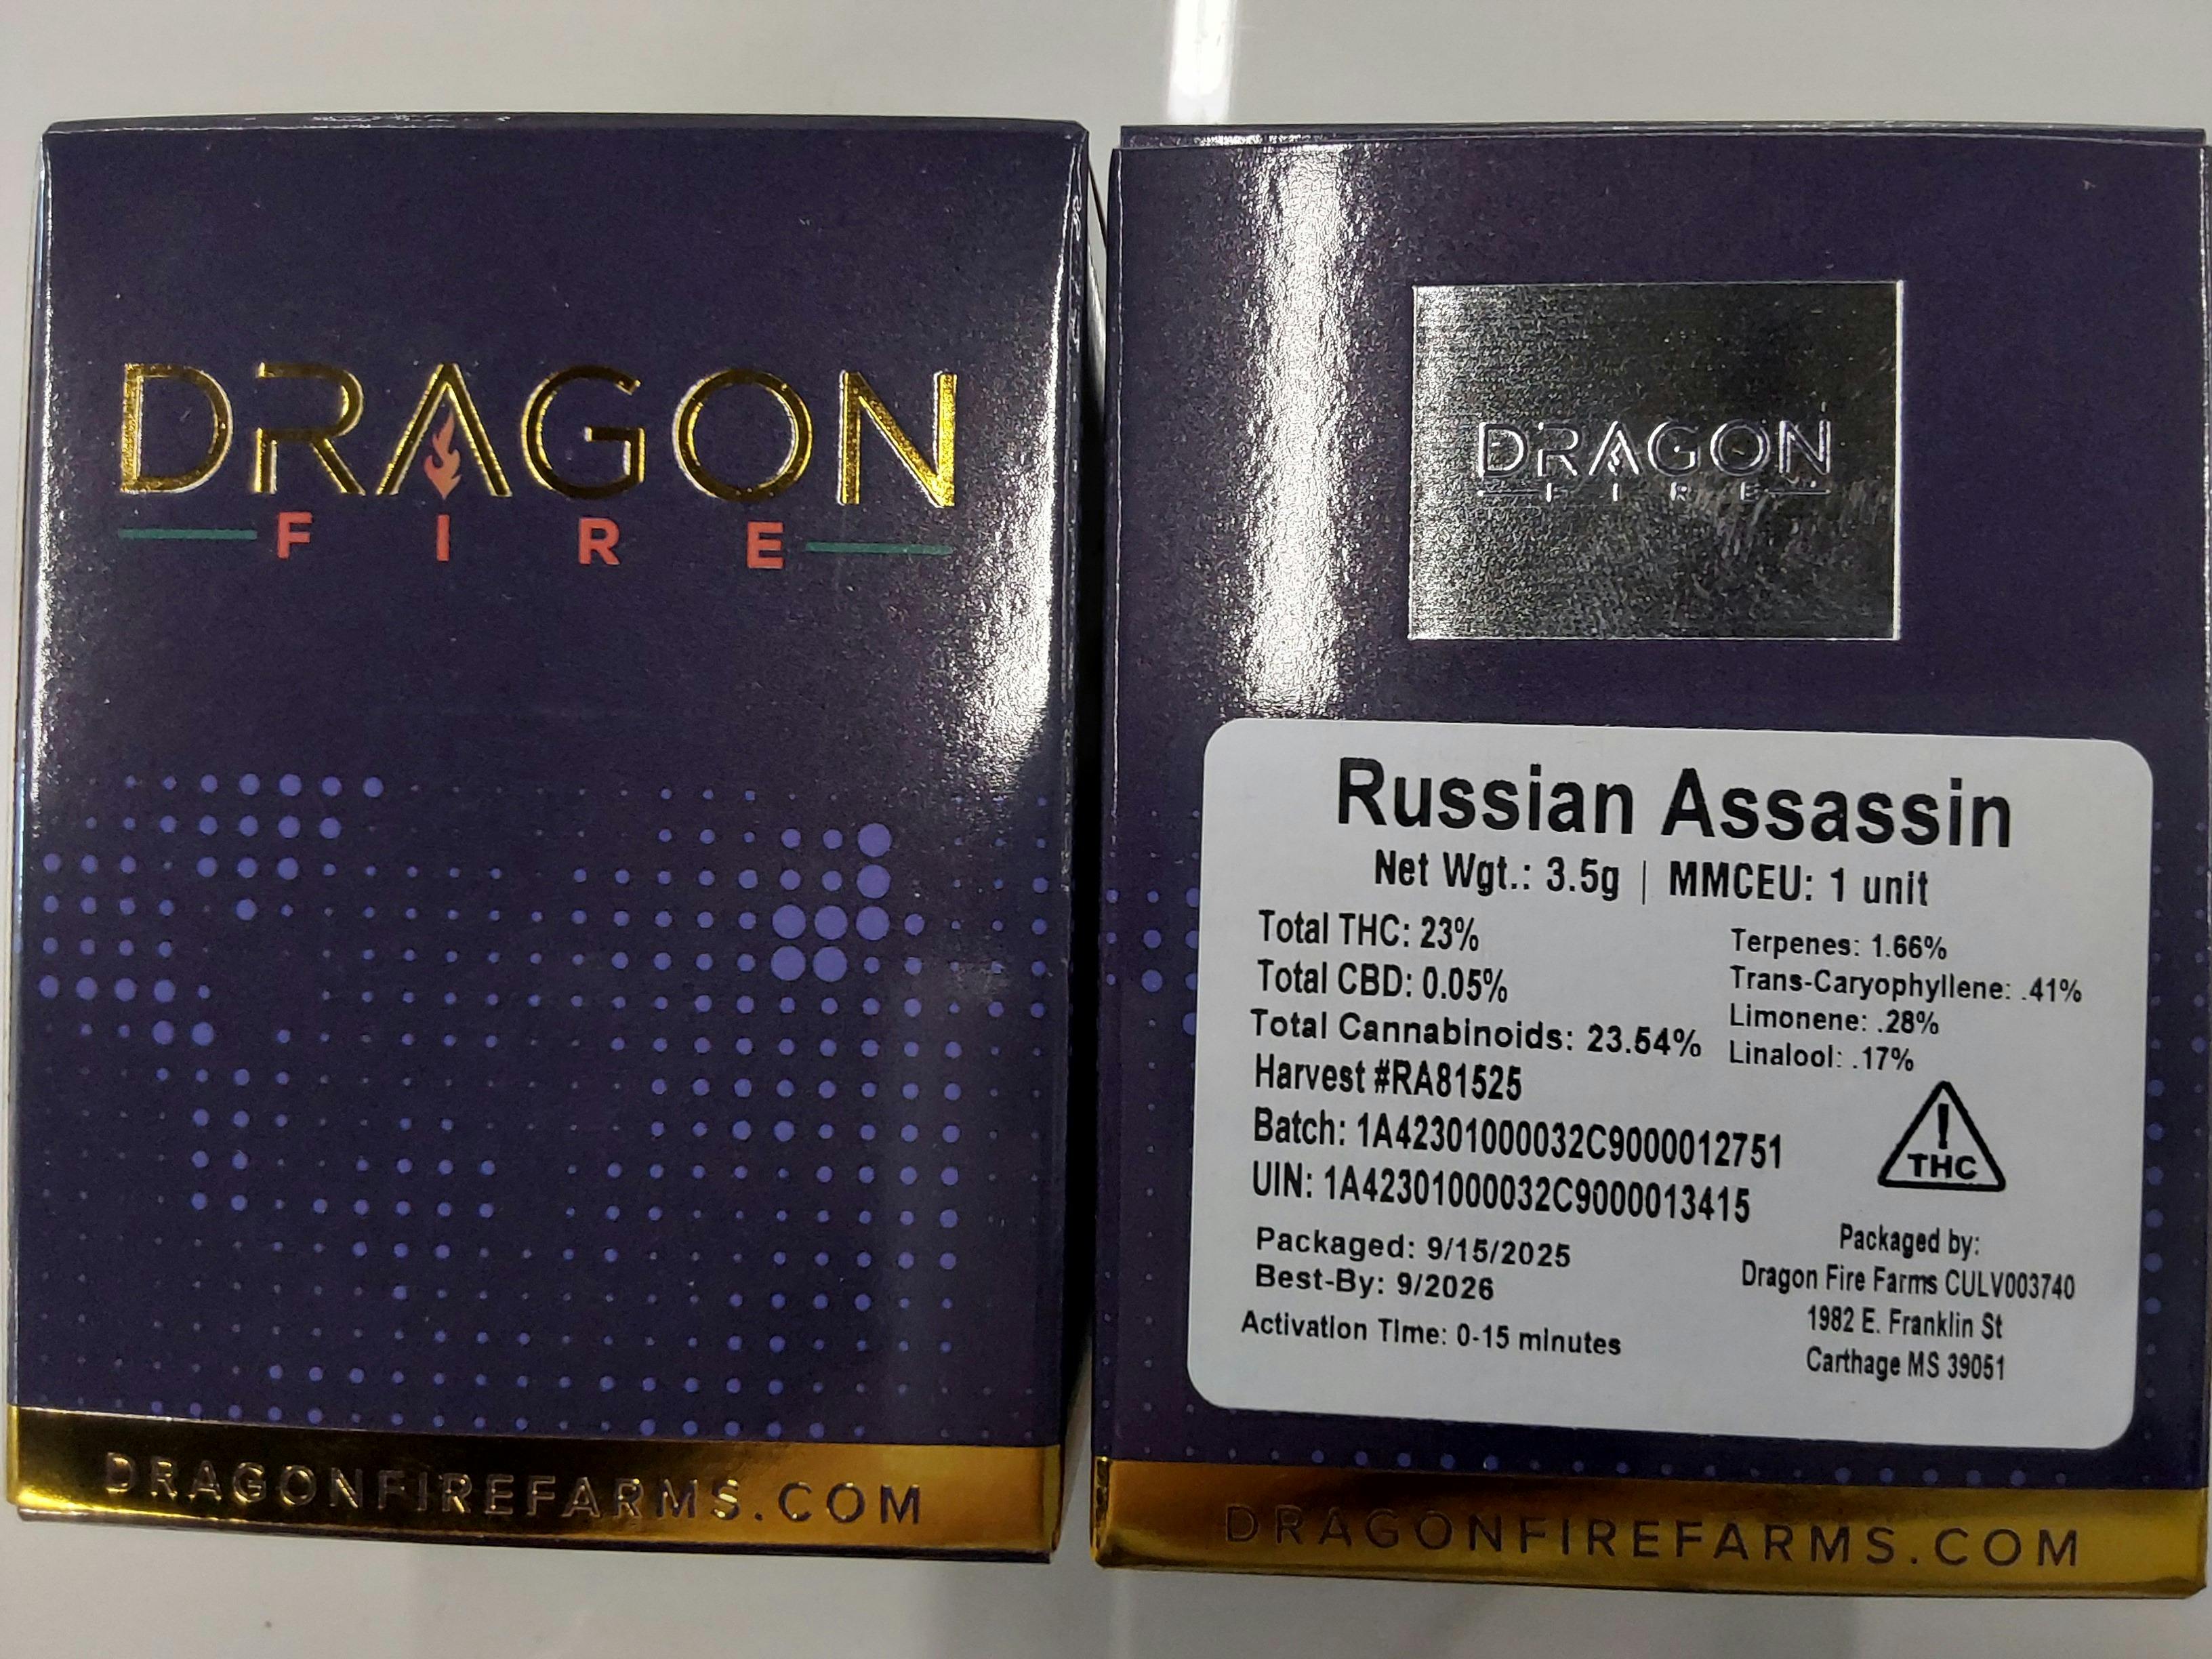 DRAGON
FIRE
DRAGONFIREFARMS.COM
DRAGON
FIRE
Russian Assassin
Net Wgt.: 3.5g | MMCEU: 1 unit
Total THC: 23%
Total CBD: 0.05%
Total Cannabinoids: 23.54%
Terpenes: 1.66%
Trans-Caryophyllene: .41%
Limonene: .28%
Linalool: .17%
Harvest #RA81525
Batch: 1A42301000032C9000012751
UIN: 1A42301000032C9000013415
!
THC
Packaged: 9/15/2025
Best-By: 9/2026
Activation Time: 0-15 minutes
Packaged by:
Dragon Fire Farms CULV003740
1982 E. Franklin St
Carthage MS 39051
DRAGONFIREFARMS.COM